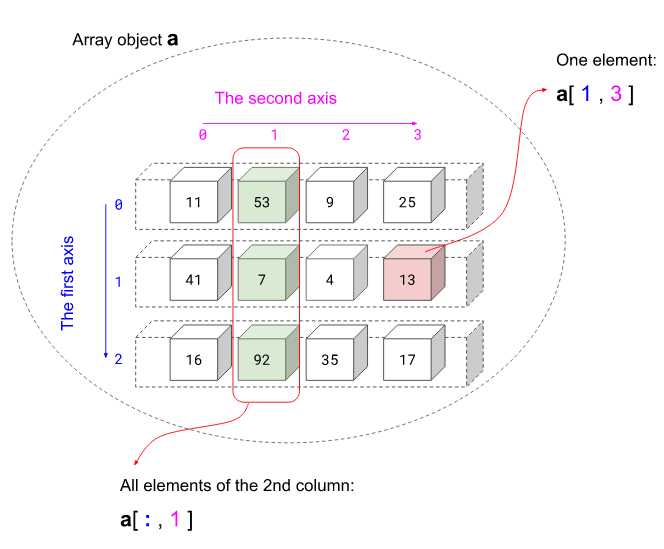 Array object a
One element:
a[ 1 , 3 ]
The second axis
0 1 2 3
The first axis
0 11 53 9 25
1 41 7 4 13
2 16 92 35 17
All elements of the 2nd column:
a[ : , 1 ]